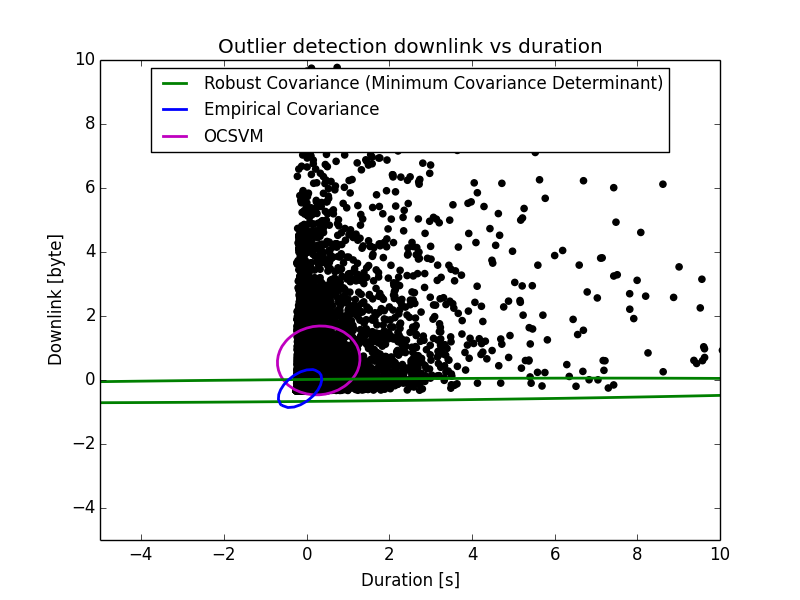 Outlier detection downlink vs duration
Robust Covariance (Minimum Covariance Determinant)
Empirical Covariance
OCSVM
10
8
6
4
2
0
−2
−4
Downlink [byte]
−4 −2 0 2 4 6 8 10
Duration [s]